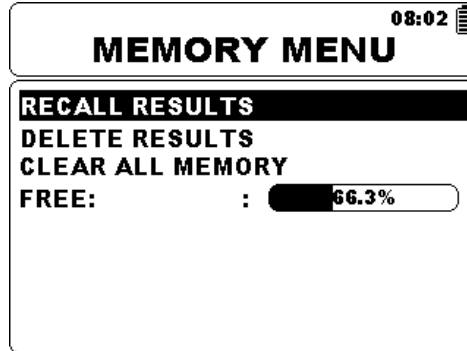 08:02
MEMORY MENU
RECALL RESULTS
DELETE RESULTS
CLEAR ALL MEMORY
FREE: : 66.3%